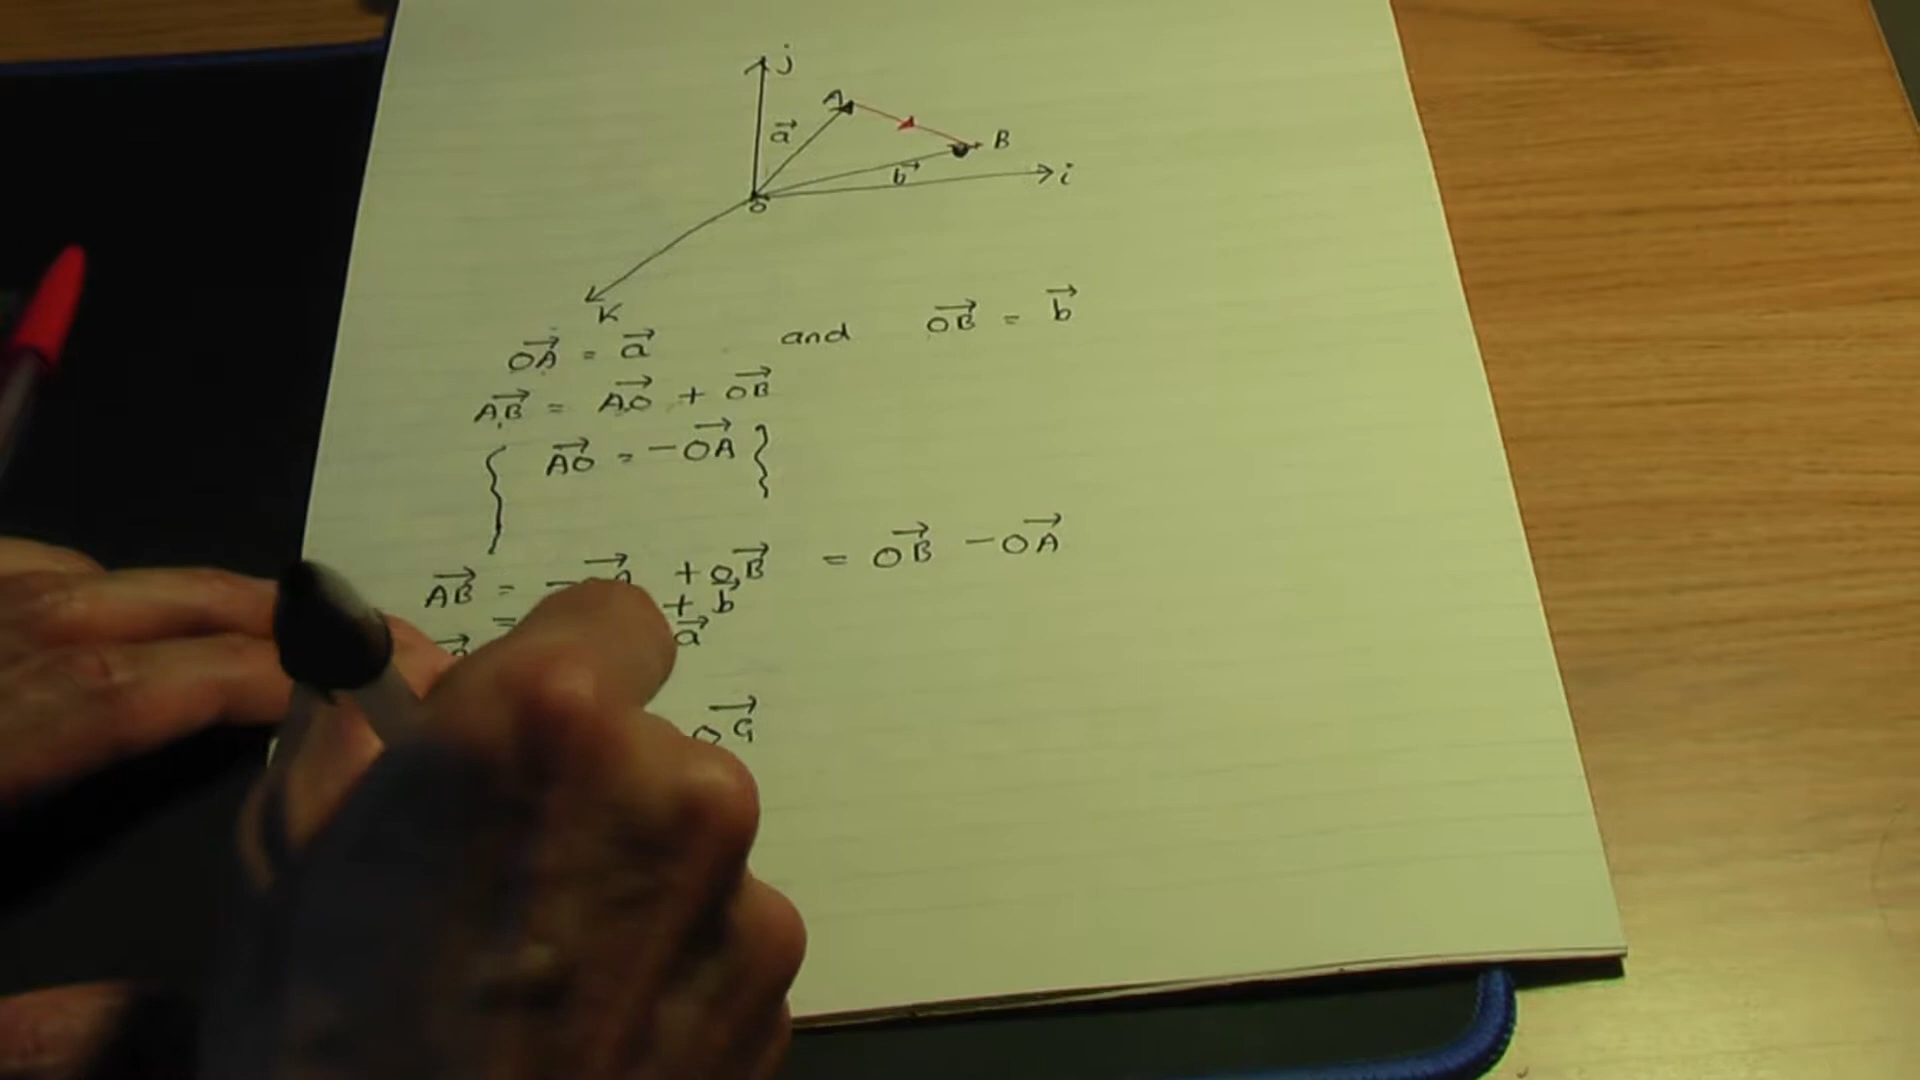 j
A
a⃗
B
b⃗
i
O
K
OA⃗ = a⃗ and OB⃗ = b⃗
AB⃗ = AO⃗ + OB⃗
{ AO⃗ = -OA⃗ }
AB⃗ = - + OB⃗ = OB⃗ - OA⃗
= + b
a⃗
OG⃗